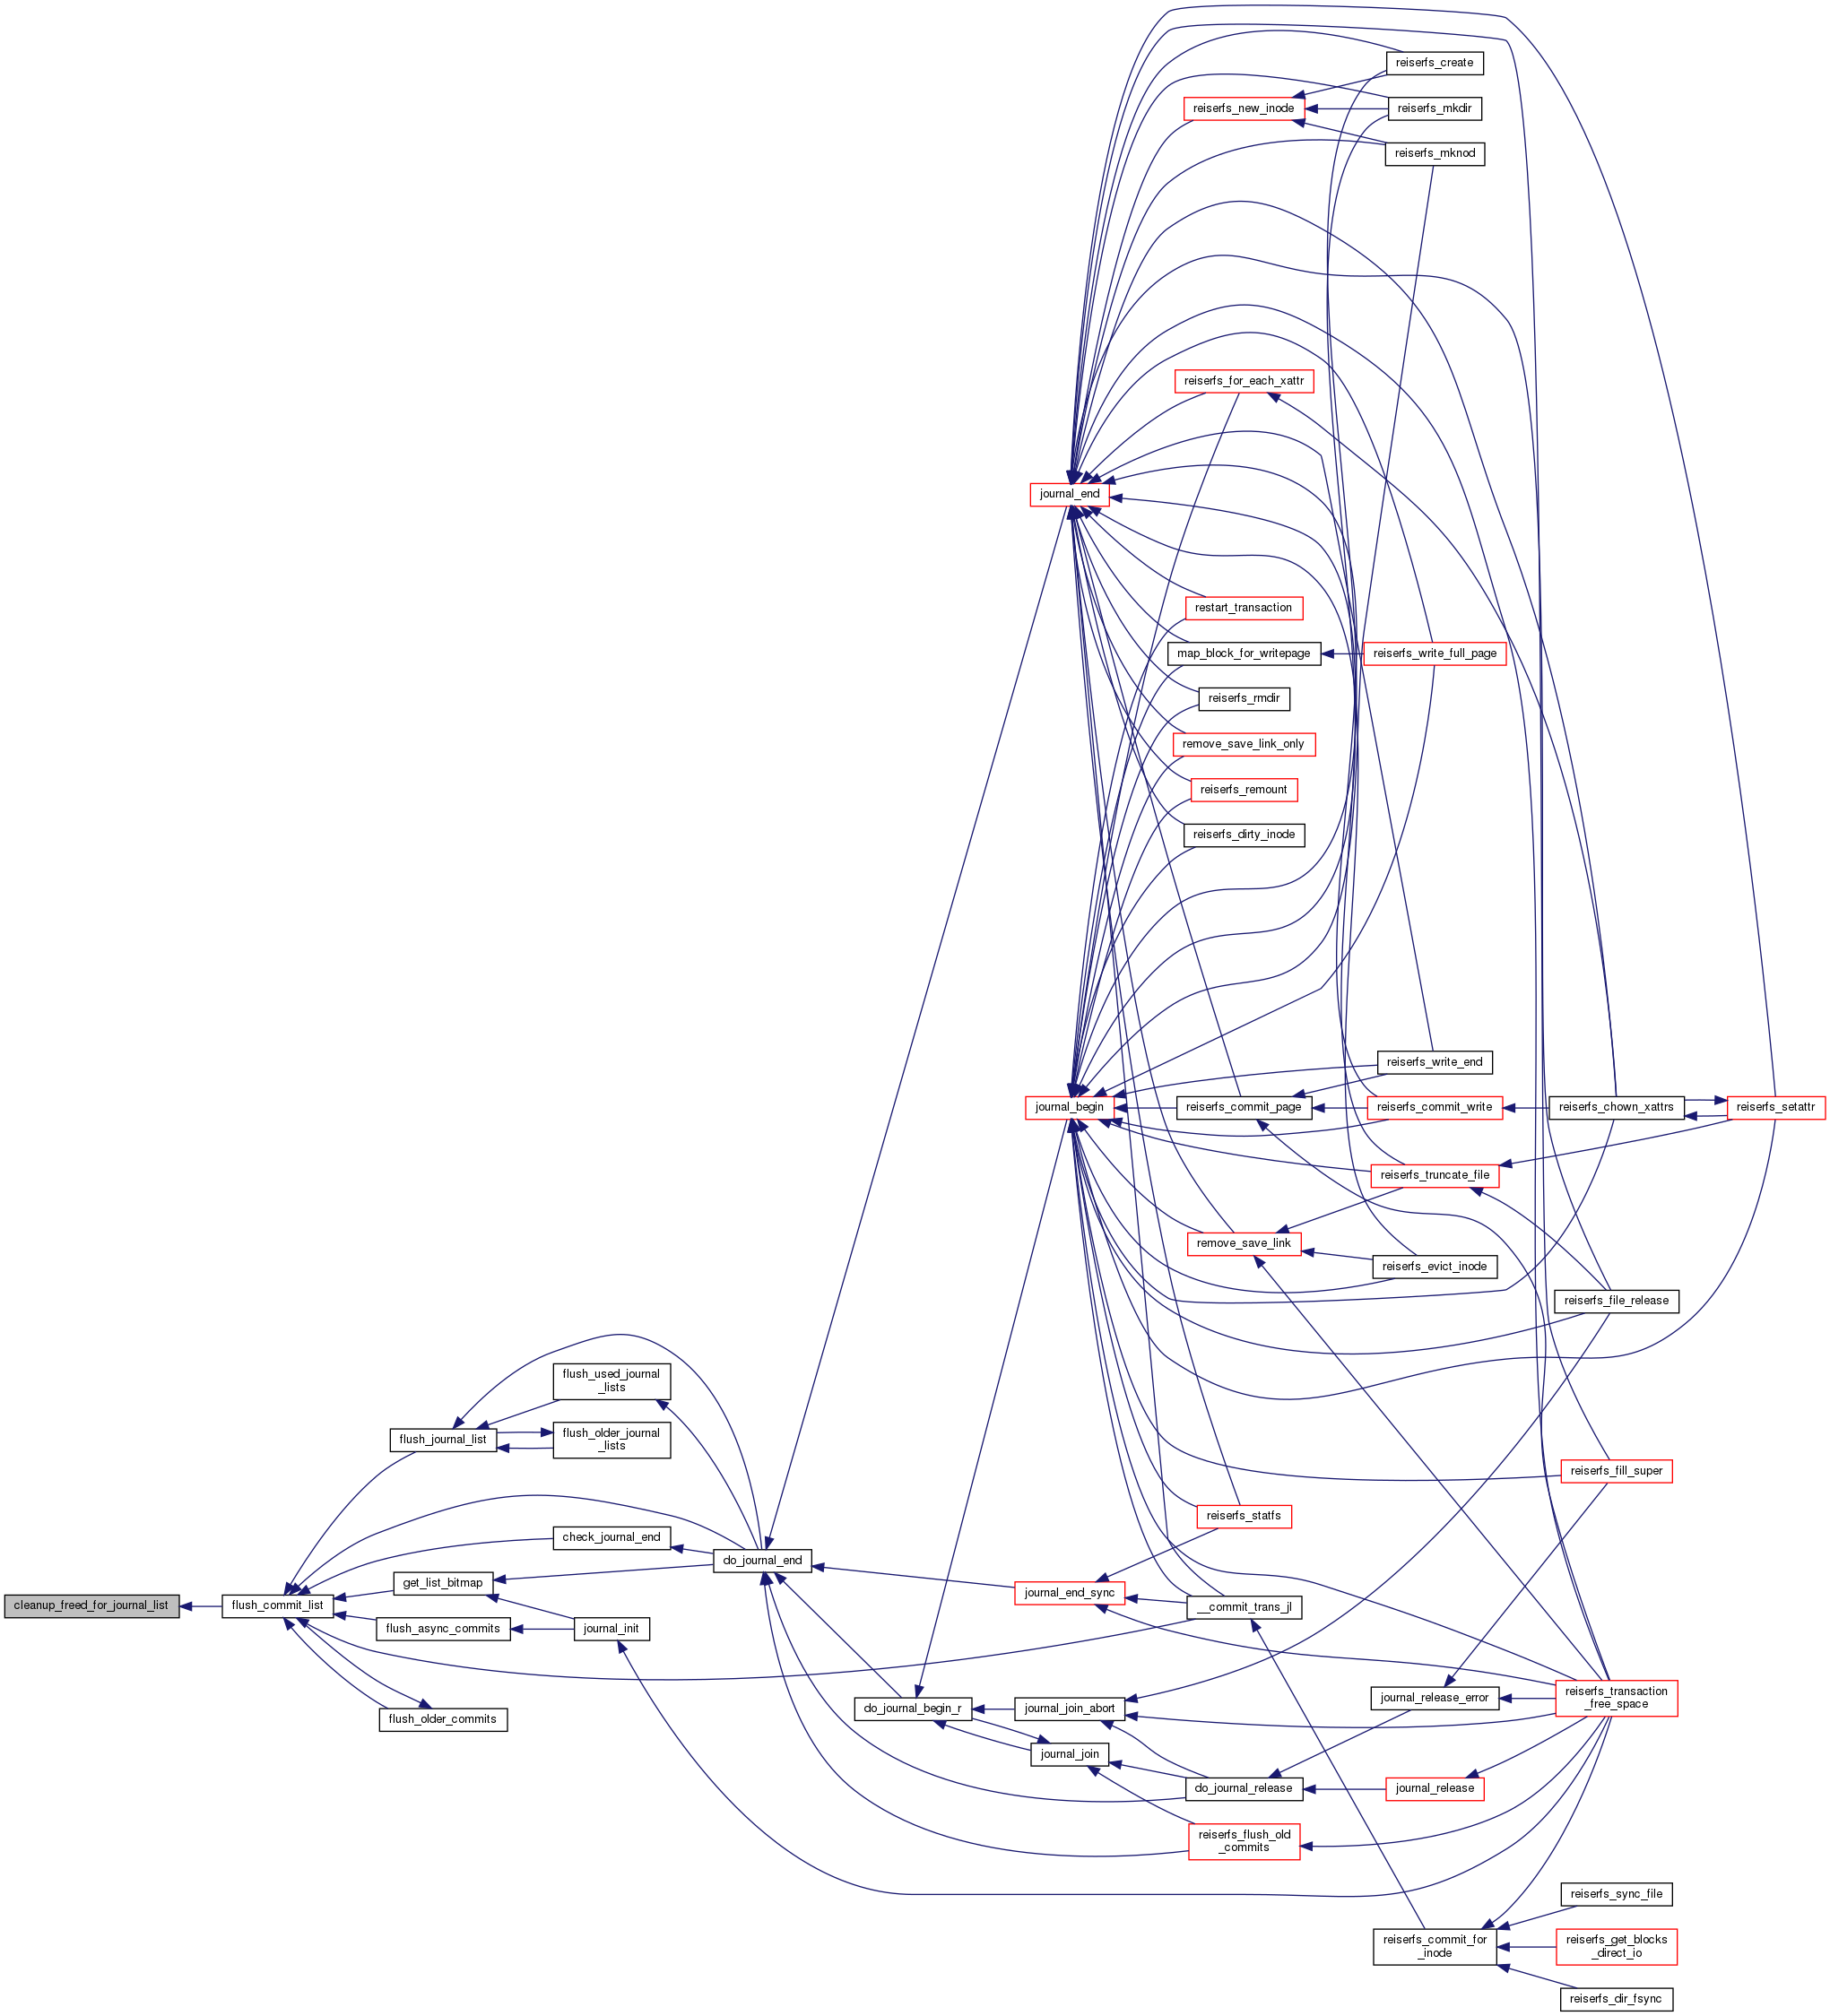 reiserfs_create
reiserfs_new_inode
reiserfs_mkdir
reiserfs_mknod
reiserfs_for_each_xattr
journal_end
restart_transaction
map_block_for_writepage
reiserfs_write_full_page
reiserfs_rmdir
remove_save_link_only
reiserfs_remount
reiserfs_dirty_inode
reiserfs_write_end
journal_begin
reiserfs_commit_page
reiserfs_commit_write
reiserfs_chown_xattrs
reiserfs_setattr
reiserfs_truncate_file
remove_save_link
reiserfs_evict_inode
reiserfs_file_release
flush_used_journal
_lists
flush_journal_list
flush_older_journal
_lists
reiserfs_fill_super
reiserfs_statfs
check_journal_end
do_journal_end
get_list_bitmap
journal_end_sync
cleanup_freed_for_journal_list
flush_commit_list
__commit_trans_jl
flush_async_commits
journal_init
reiserfs_transaction
_free_space
journal_release_error
do_journal_begin_r
journal_join_abort
flush_older_commits
journal_join
do_journal_release
journal_release
reiserfs_flush_old
_commits
reiserfs_sync_file
reiserfs_commit_for
_inode
reiserfs_get_blocks
_direct_io
reiserfs_dir_fsync